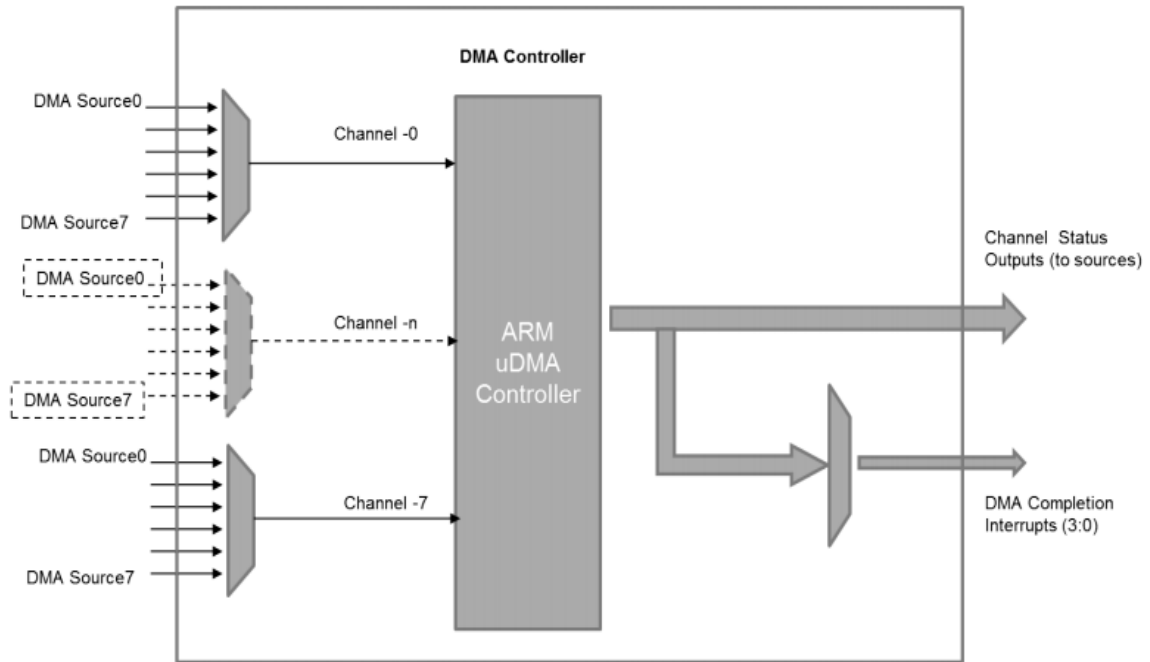 DMA Controller
DMA Source0
Channel -0
DMA Source7
DMA Source0
Channel -n
DMA Source7
DMA Source0
Channel -7
DMA Source7
ARM
uDMA
Controller
Channel Status
Outputs (to sources)
DMA Completion
Interrupts (3:0)